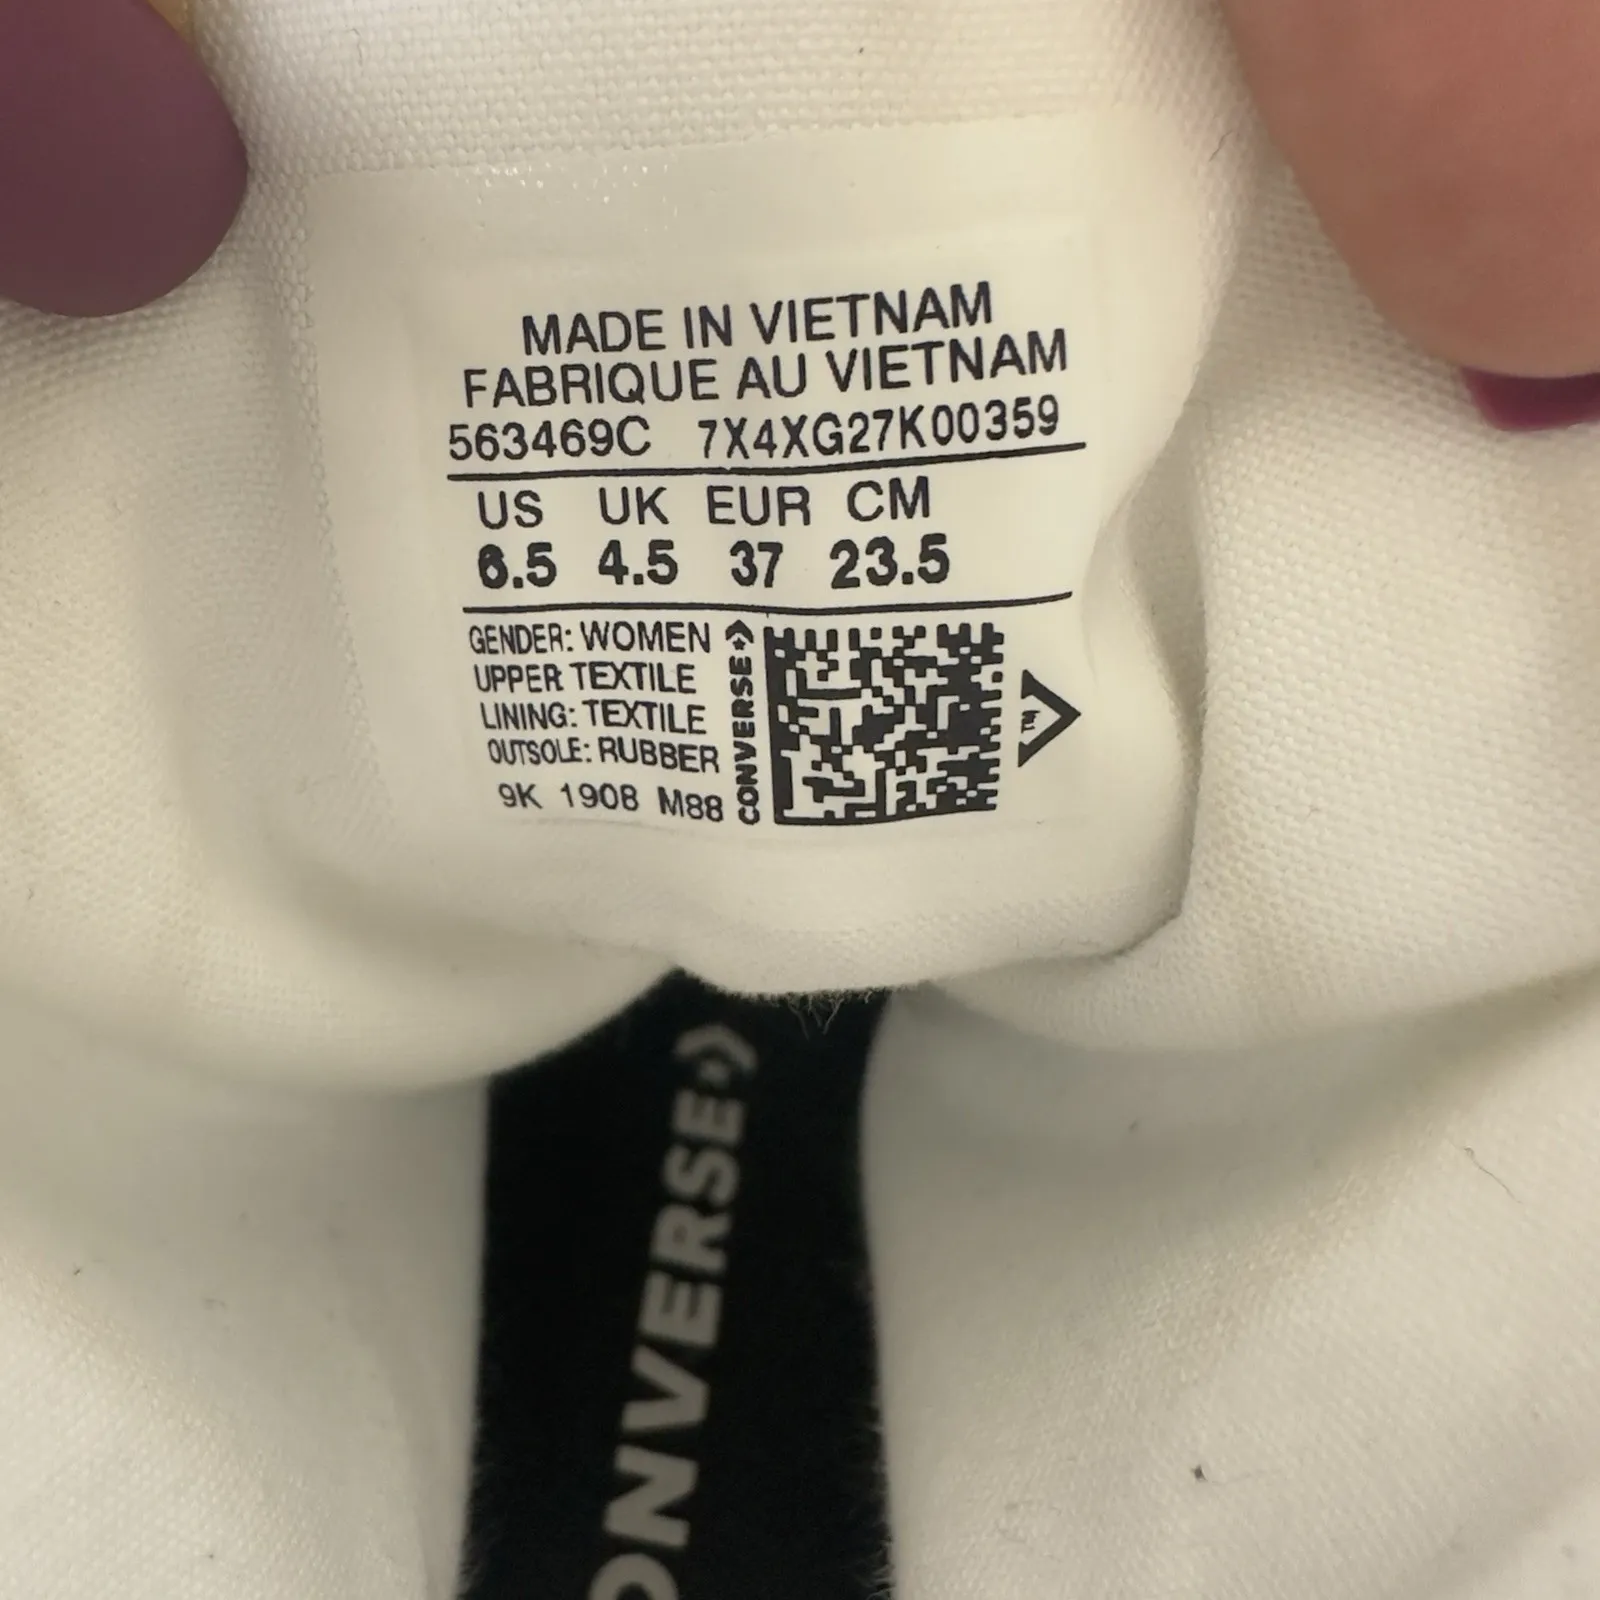 MADE IN VIETNAM
FABRIQUE AU VIETNAM
563469C 7X4XG27K00359
US UK EUR CM
6.5 4.5 37 23.5
GENDER: WOMEN
UPPER TEXTILE
LINING: TEXTILE
OUTSOLE: RUBBER
9K 1908 M88
CONVERSE
ONVERSE